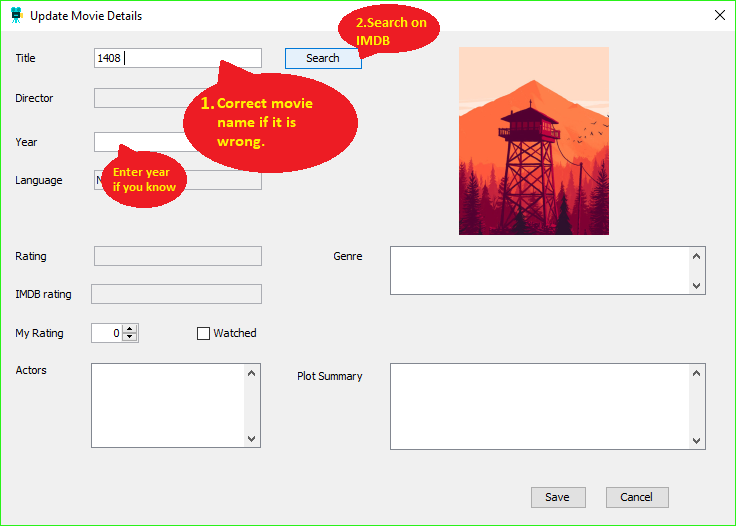 Update Movie Details
2.Search on
IMDB
Title
1408
Search
Director
1. Correct movie
name if it is
wrong.
Year
Enter year
if you know
Language
N
Rating
Genre
IMDB rating
My Rating
0
Watched
Actors
Plot Summary
Save
Cancel